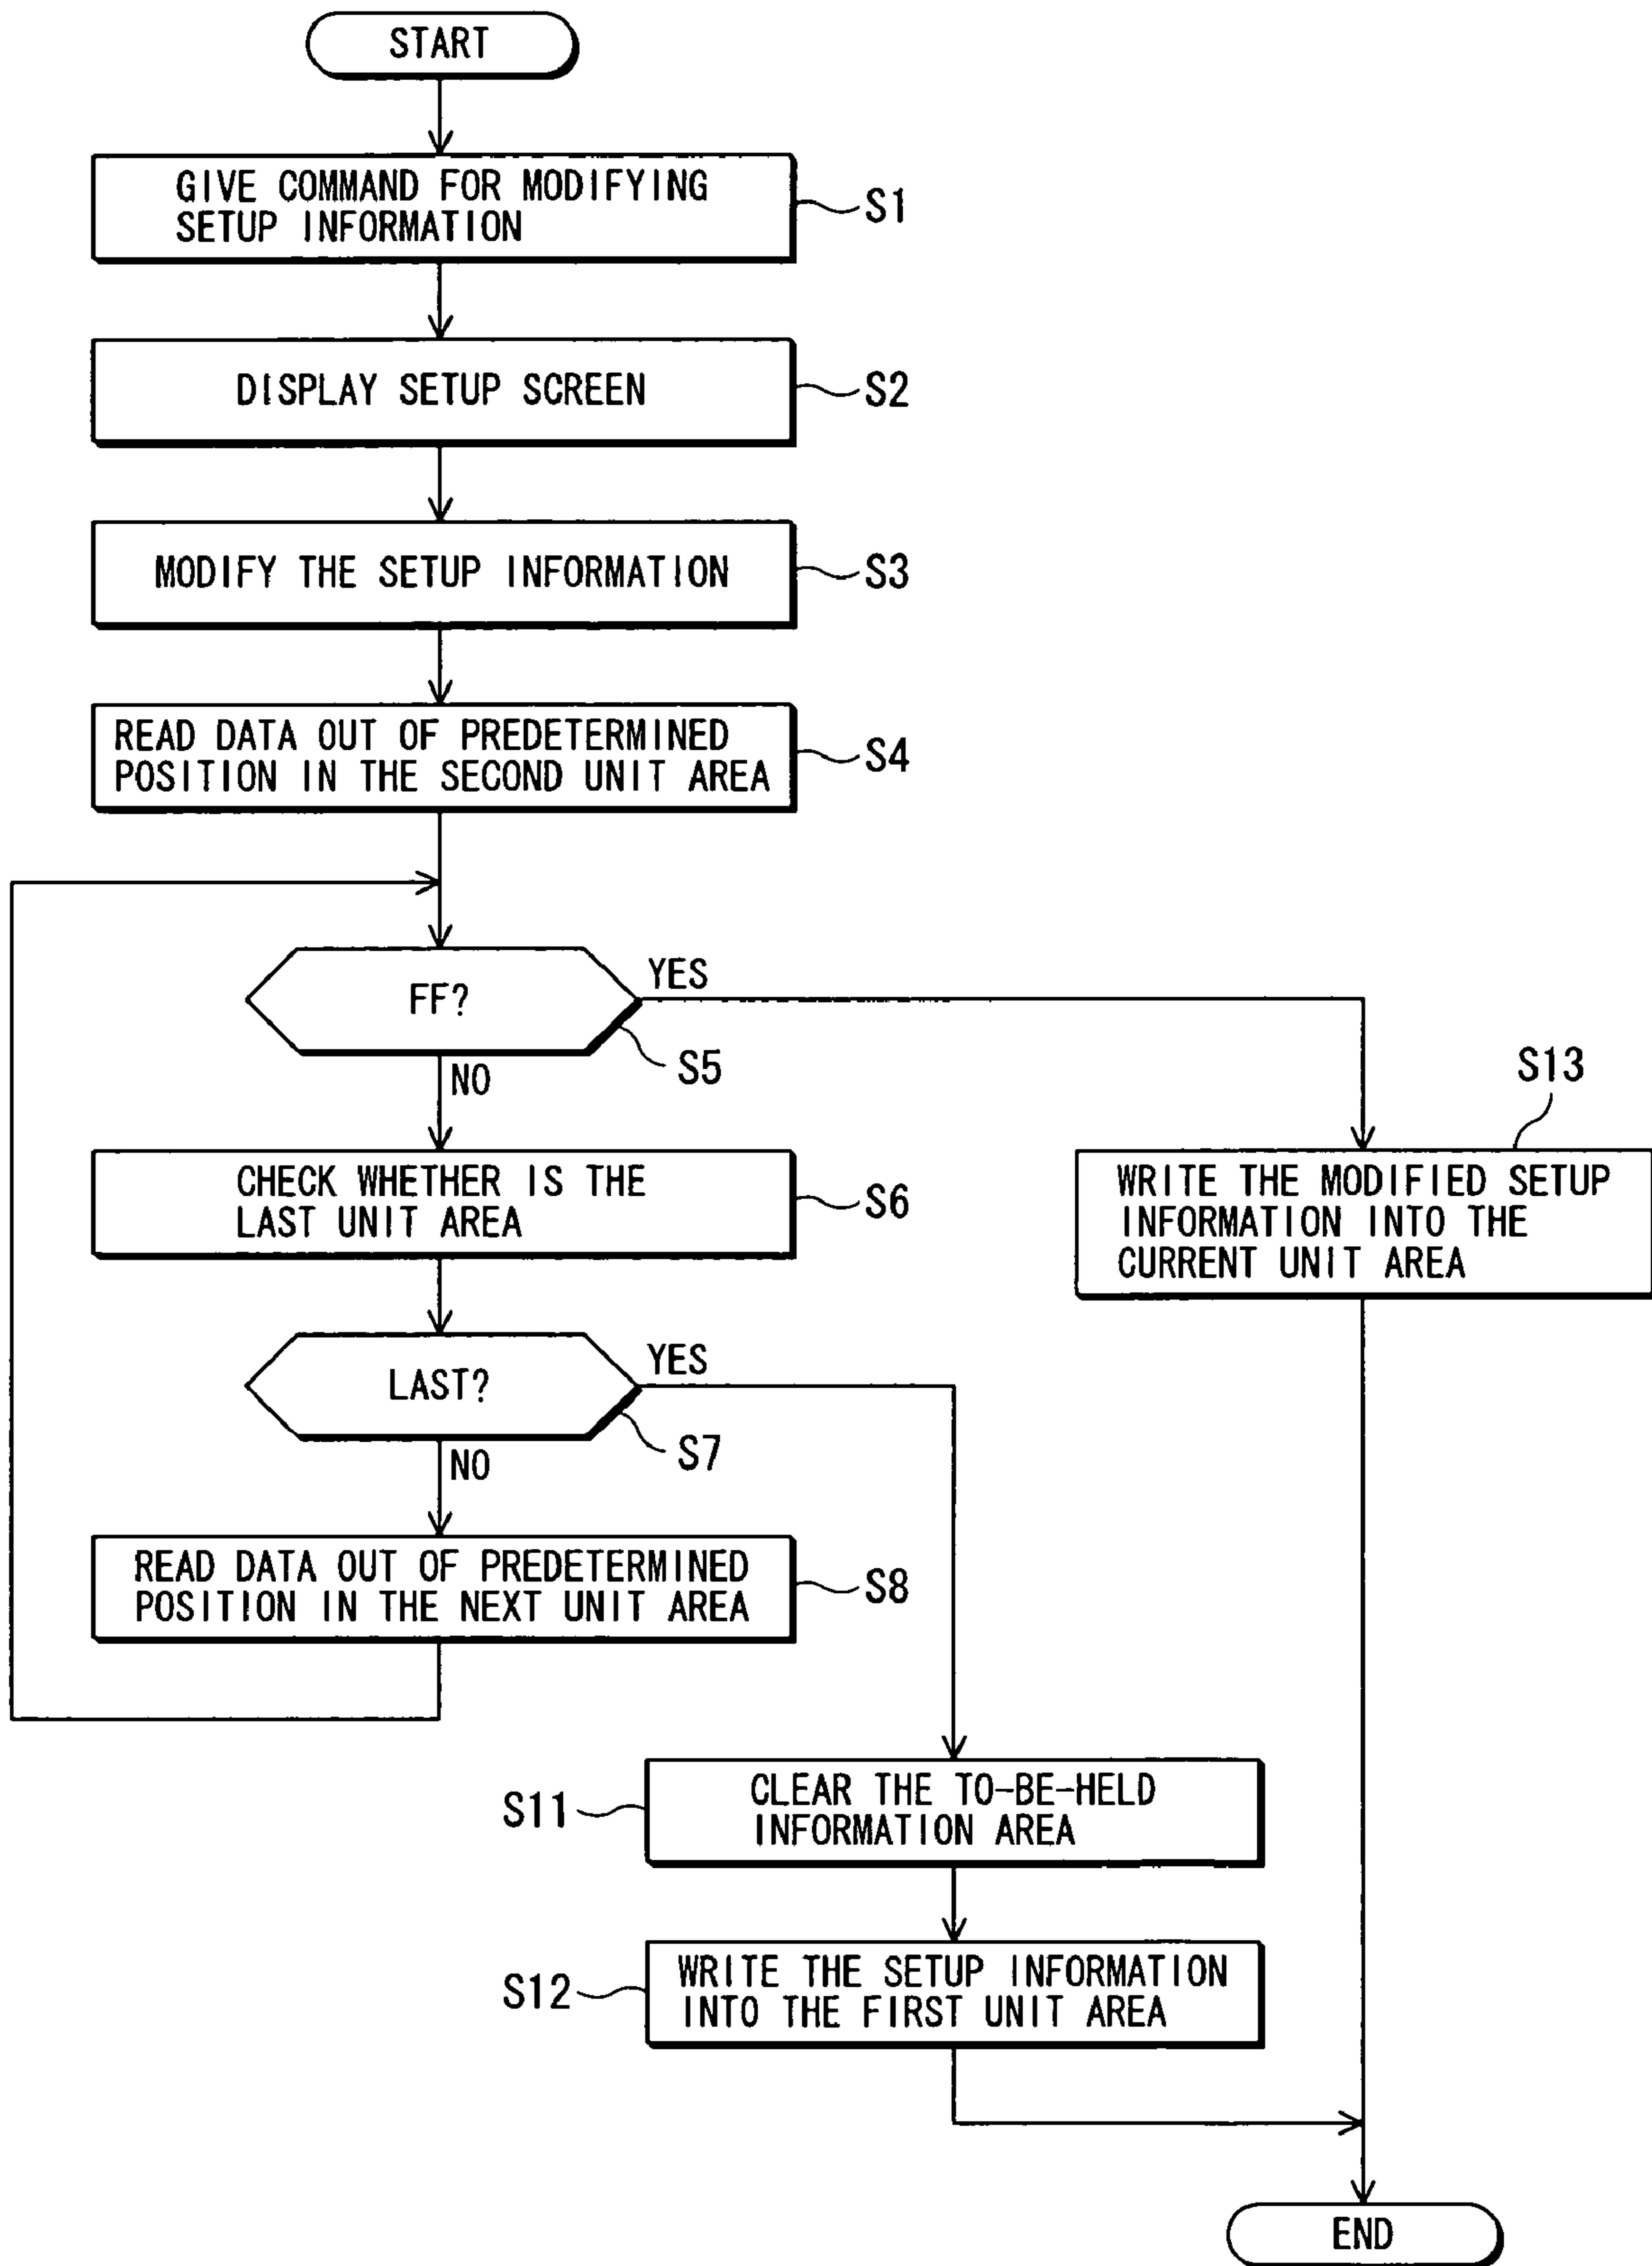 START
GIVE COMMAND FOR MODIFYING
SETUP INFORMATION
S1
DISPLAY SETUP SCREEN
S2
MODIFY THE SETUP INFORMATION
S3
READ DATA OUT OF PREDETERMINED
POSITION IN THE SECOND UNIT AREA
S4
FF?
YES
S5
NO
S13
CHECK WHETHER IS THE
LAST UNIT AREA
S6
WRITE THE MODIFIED SETUP
INFORMATION INTO THE
CURRENT UNIT AREA
LAST?
YES
S7
NO
READ DATA OUT OF PREDETERMINED
POSITION IN THE NEXT UNIT AREA
S8
S11
CLEAR THE TO-BE-HELD
INFORMATION AREA
S12
WRITE THE SETUP INFORMATION
INTO THE FIRST UNIT AREA
END